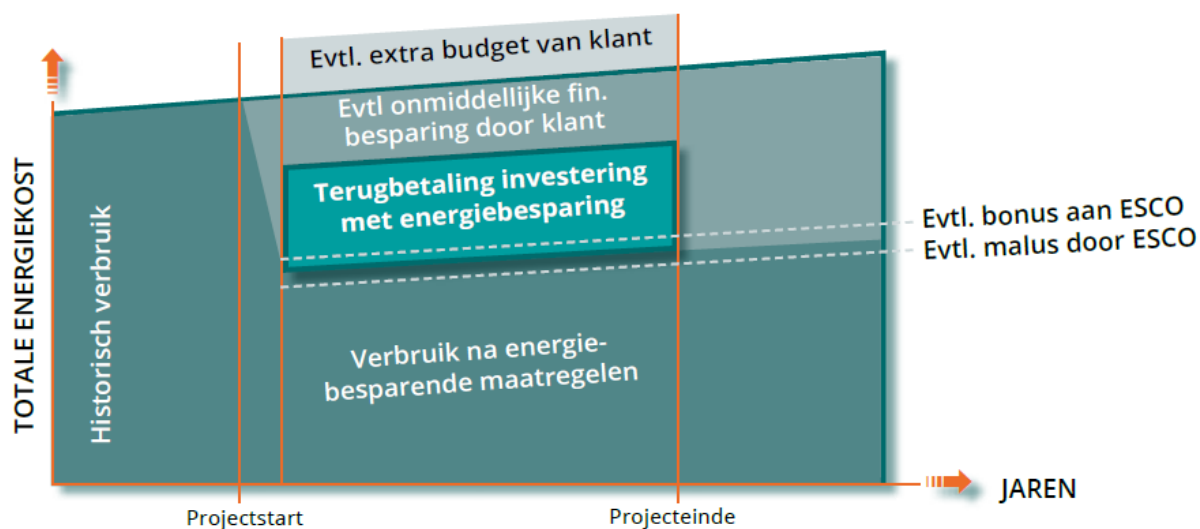 Evtl. extra budget van klant
Evtl onmiddellijke fin.
besparing door klant
Terugbetaling investering
met energiebesparing
Evtl. bonus aan ESCO
Evtl. malus door ESCO
TOTALE ENERGIEKOST
Historisch verbruik
Verbruik na energie-
besparende maatregelen
JAREN
Projectstart
Projecteinde